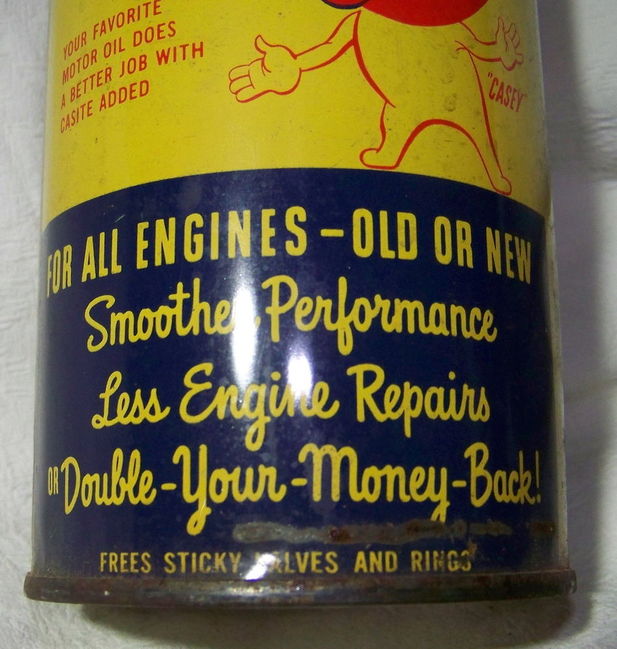 YOUR FAVORITE
MOTOR OIL DOES
A BETTER JOB WITH
CASITE ADDED
"CASEY"
FOR ALL ENGINES - OLD OR NEW
Smoother Performance
Less Engine Repairs
OR Double-Your-Money-Back!
FREES STICKY VALVES AND RINGS